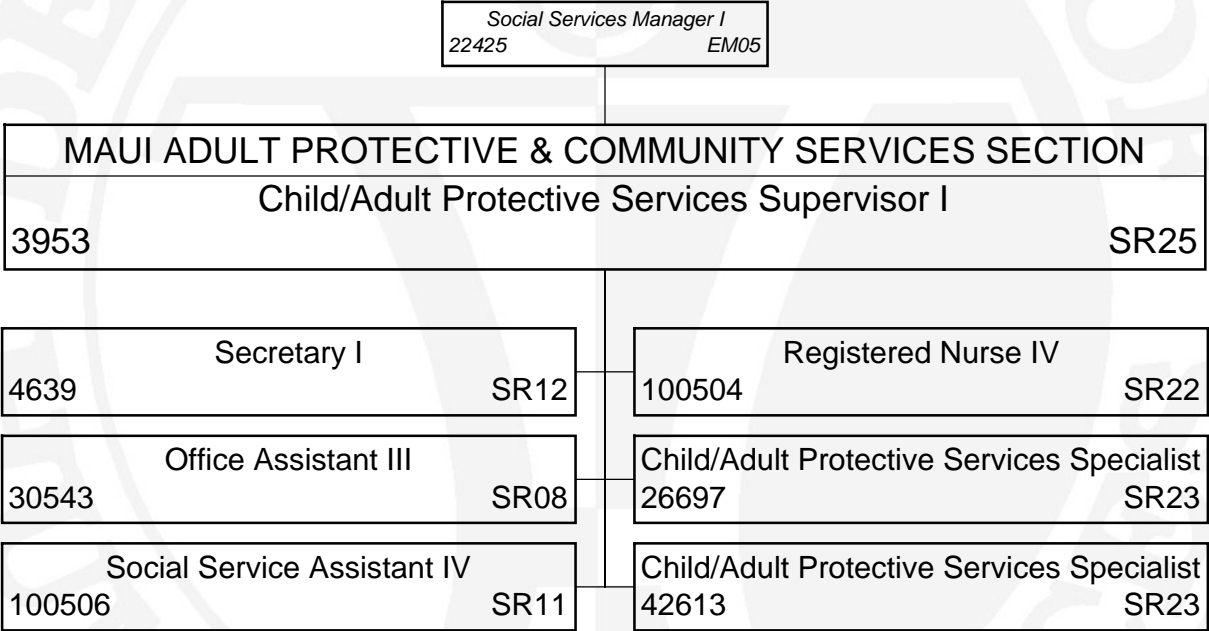 Social Services Manager I
22425 EM05
MAUI ADULT PROTECTIVE & COMMUNITY SERVICES SECTION
Child/Adult Protective Services Supervisor I
3953 SR25
Secretary I
4639 SR12
Registered Nurse IV
100504 SR22
Office Assistant III
30543 SR08
Child/Adult Protective Services Specialist
26697 SR23
Social Service Assistant IV
100506 SR11
Child/Adult Protective Services Specialist
42613 SR23